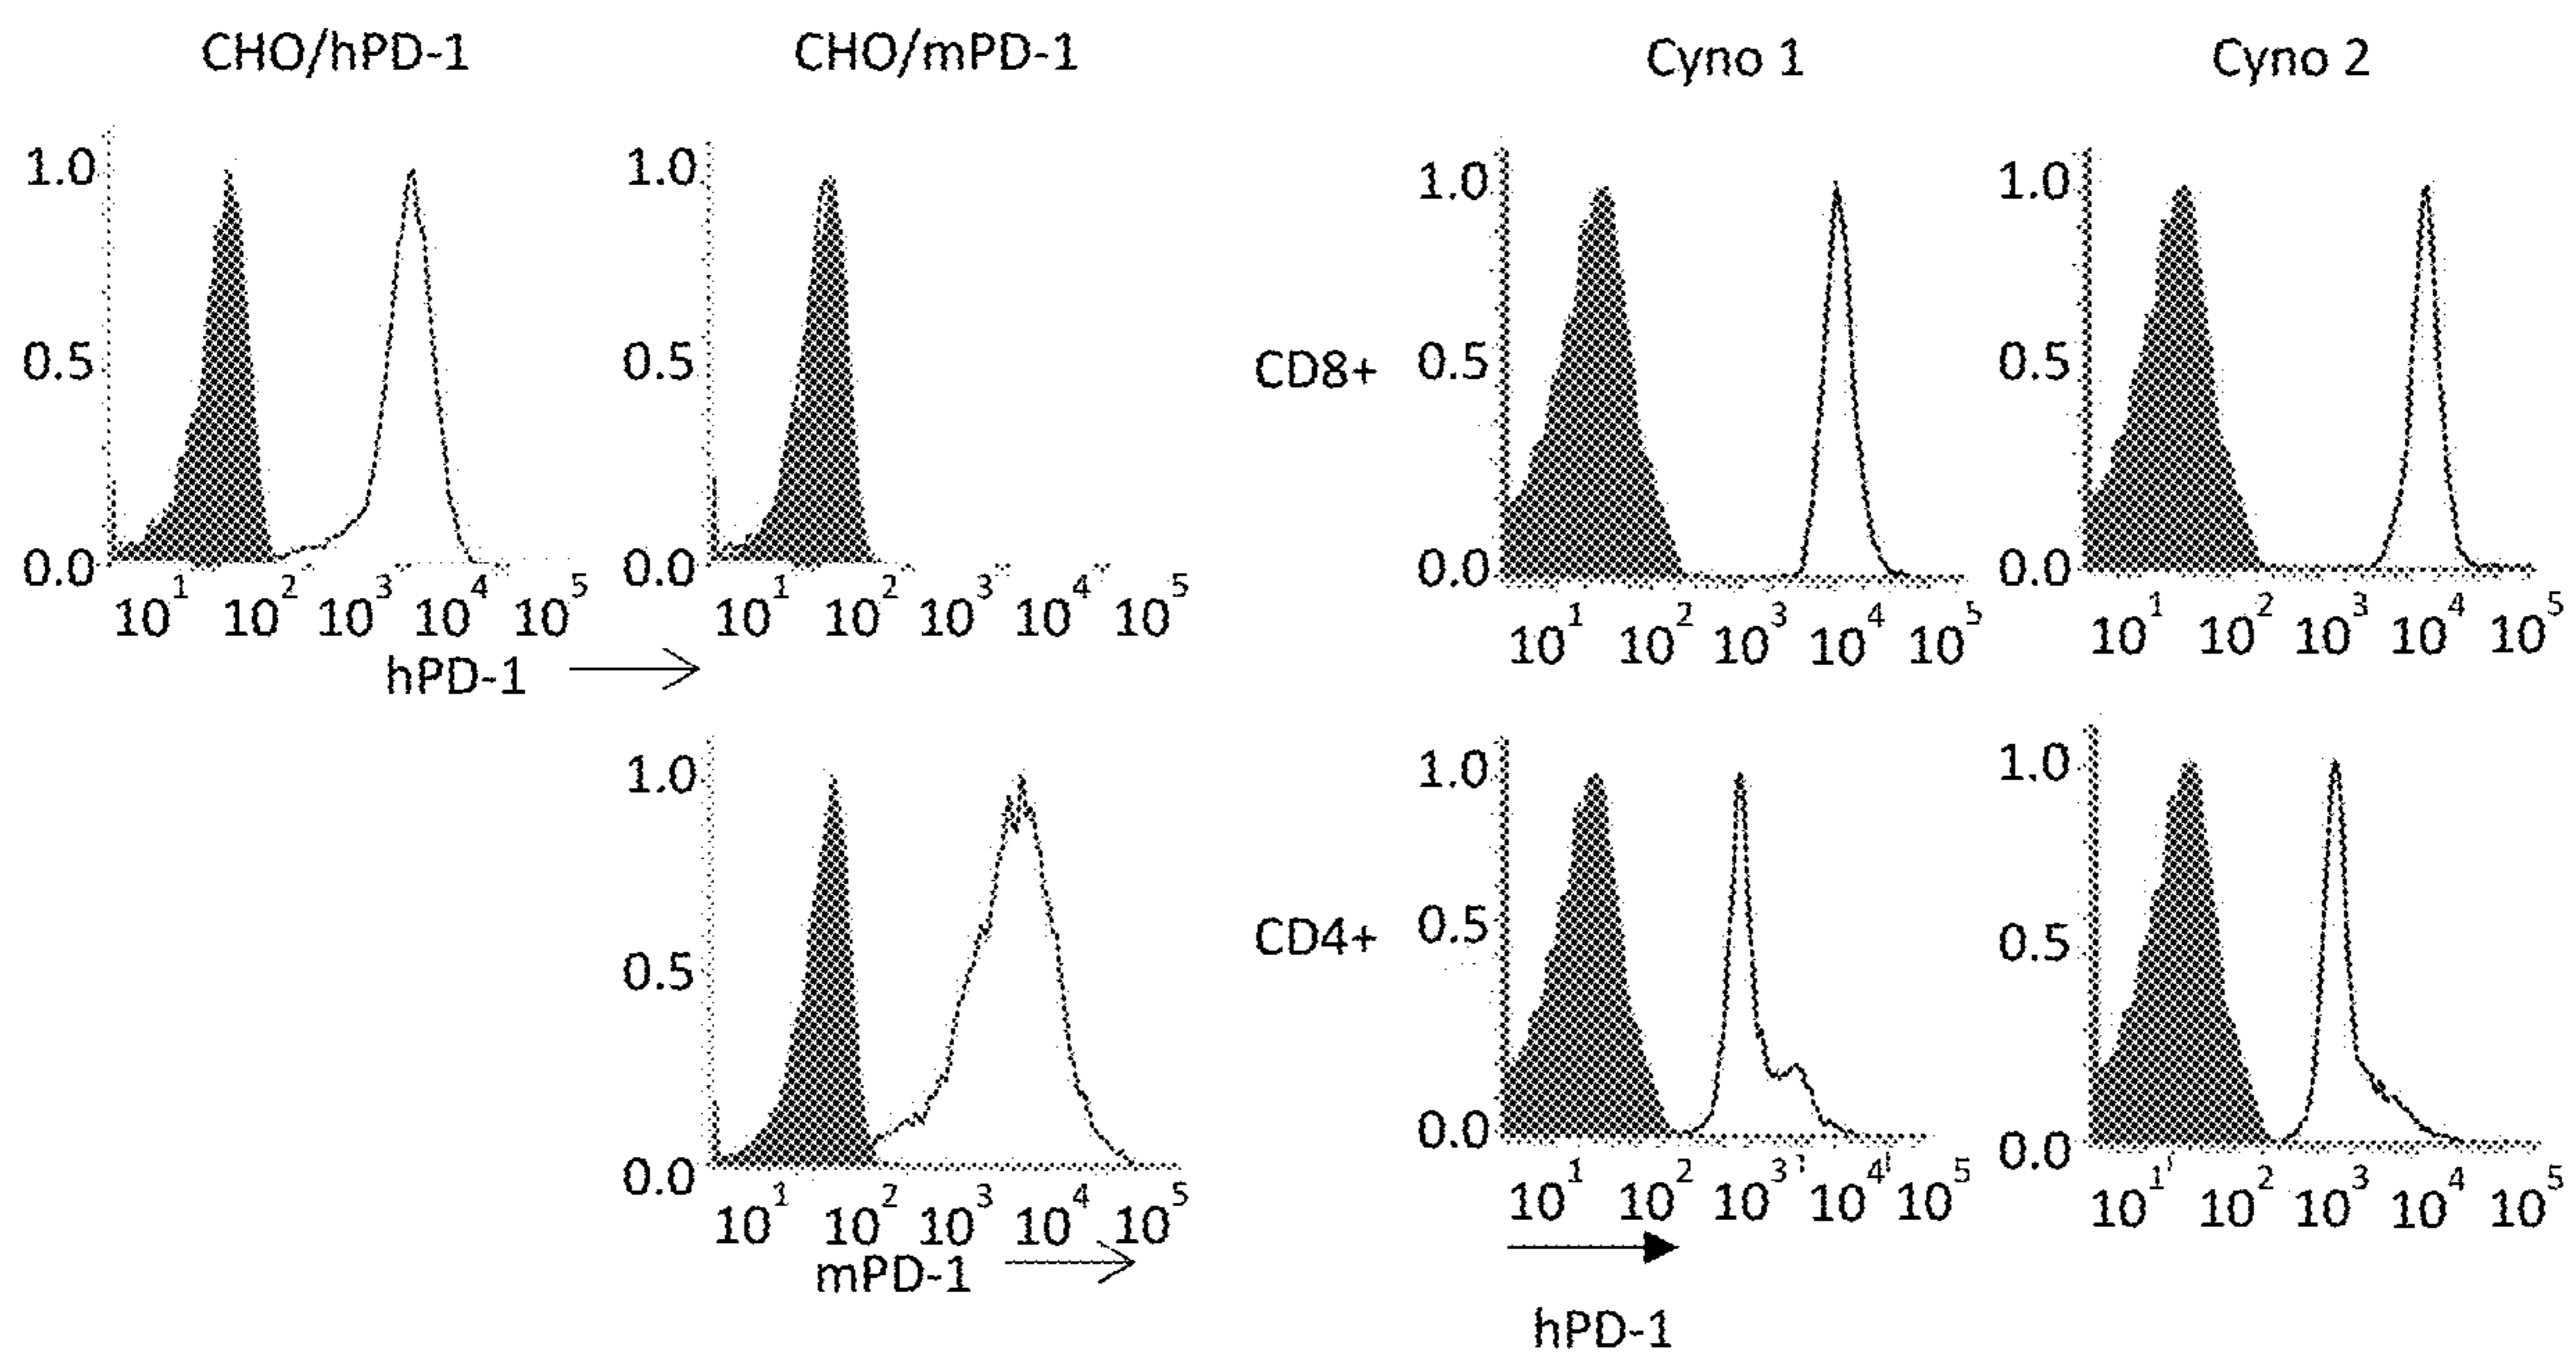 CHO/hPD-1 CHO/mPD-1 Cyno 1 Cyno 2
1.0 1.0 1.0 1.0
0.5 0.5 CD8+ 0.5 0.5
0.0 0.0 0.0 0.0
10¹ 10² 10³ 10⁴ 10⁵ 10¹ 10² 10³ 10⁴ 10⁵ 10¹ 10² 10³ 10⁴ 10⁵ 10¹ 10² 10³ 10⁴ 10⁵
hPD-1
1.0 1.0 1.0
0.5 CD4+ 0.5 0.5
0.0 0.0 0.0
10¹ 10² 10³ 10⁴ 10⁵ 10¹ 10² 10³ 10⁴ 10⁵ 10¹ 10² 10³ 10⁴ 10⁵
mPD-1
hPD-1